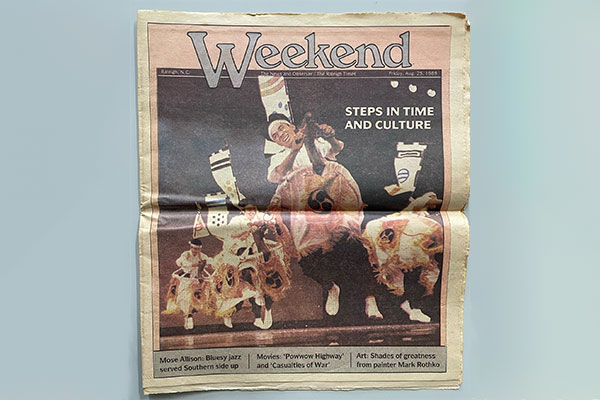 Weekend
Raleigh, N.C. The News and Observer / The Raleigh Times Friday, Aug. 25, 1989
STEPS IN TIME
AND CULTURE
Mose Allison: Bluesy jazz
served Southern side up
Movies: 'Powwow Highway'
and 'Casualties of War'
Art: Shades of greatness
from painter Mark Rothko